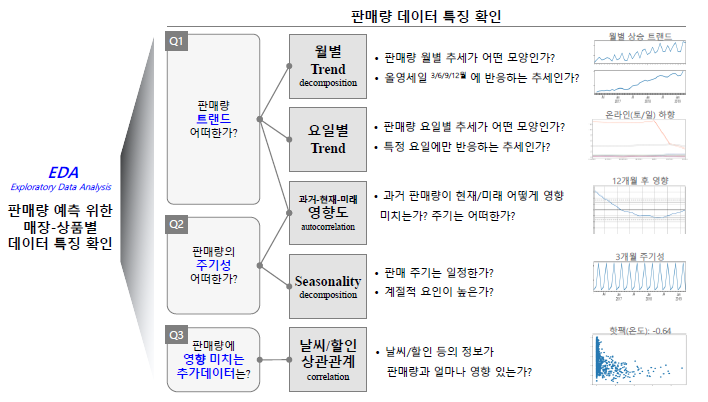 판매량 데이터 특징 확인
EDA
Exploratory Data Analysis
판매량 예측 위한
매장-상품별
데이터 특징 확인
Q1
판매량
트랜드
어떠한가?
Q2
판매량의
주기성
어떠한가?
Q3
판매량에
영향 미치는
추가데이터는?
월별
Trend
decomposition
• 판매량 월별 추세가 어떤 모양인가?
• 올영세일 3/6/9/12월 에 반응하는 추세인가?
월별 상승 트랜드
요일별
Trend
• 판매량 요일별 추세가 어떤 모양인가?
• 특정 요일에만 반응하는 추세인가?
온라인(토/일) 하향
과거-현재-미래
영향도
autocorrelation
• 과거 판매량이 현재/미래 어떻게 영향
미치는가? 주기는 어떠한가?
12개월 후 영향
Seasonality
decomposition
• 판매 주기는 일정한가?
• 계절적 요인이 높은가?
3개월 주기성
날씨/할인
상관관계
correlation
• 날씨/할인 등의 정보가
판매량과 얼마나 영향 있는가?
핫팩(온도): -0.64